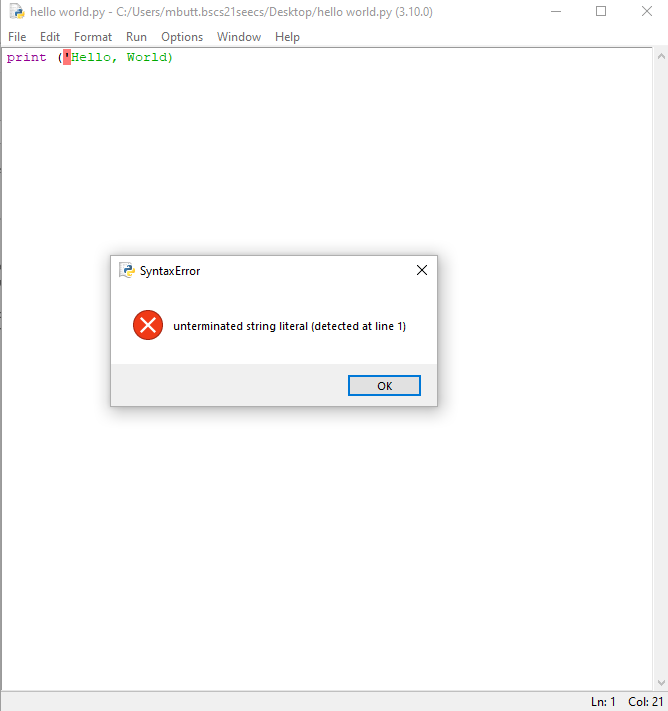 hello world.py - C:/Users/mbutt.bscs21seecs/Desktop/hello world.py (3.10.0)
File Edit Format Run Options Window Help
print ('Hello, World)
SyntaxError
unterminated string literal (detected at line 1)
OK
Ln: 1 Col: 21